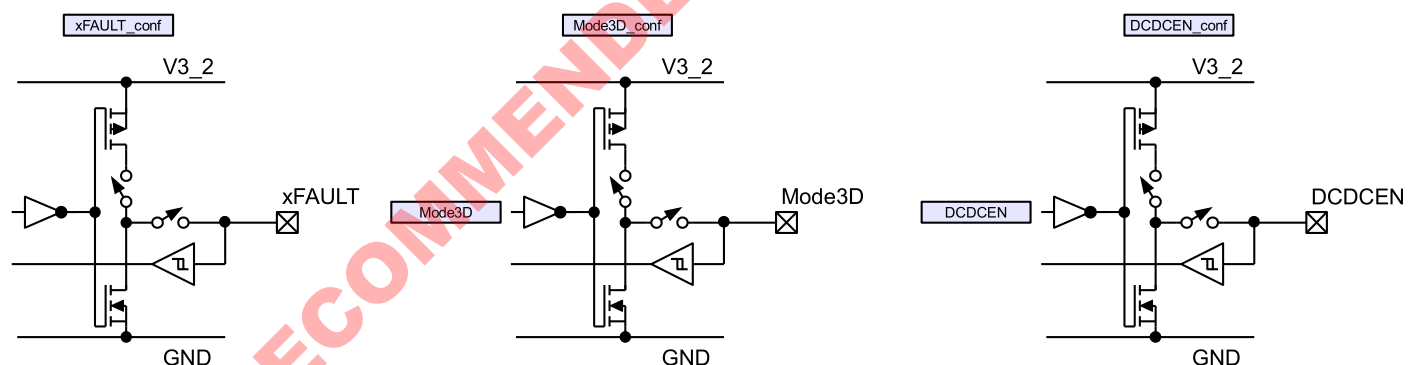 xFAULT_conf
Mode3D_conf
DCDCEN_conf
V3_2
V3_2
V3_2
xFAULT
Mode3D
Mode3D
DCDCEN
DCDCEN
GND
GND
GND
ECOMMENDE